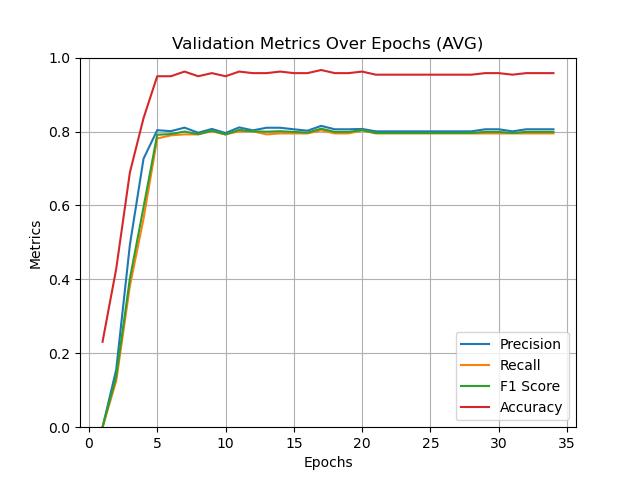 Validation Metrics Over Epochs (AVG)
1.0
0.8
0.6
0.4
0.2
0.0
Metrics
0 5 10 15 20 25 30 35
Epochs
Precision
Recall
F1 Score
Accuracy